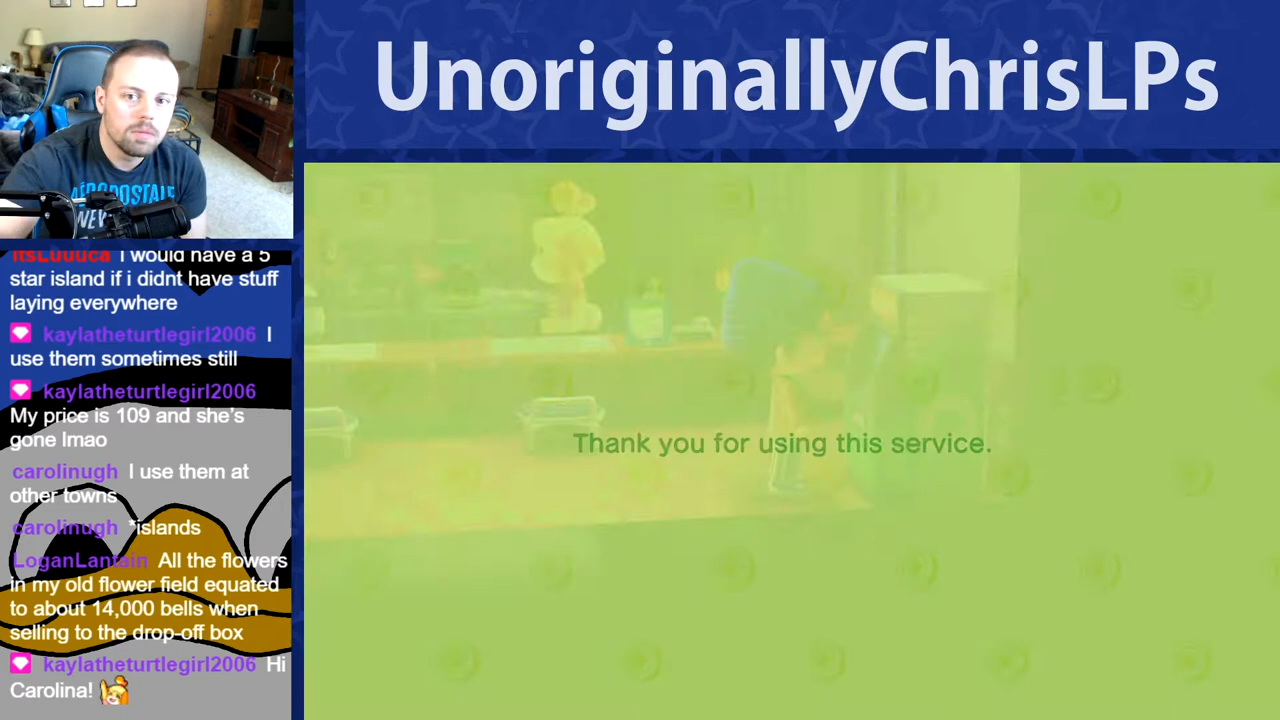 UnoriginallyChrisLPs
AÉROPOSTALE
NEW
Thank you for using this service.
ItsLuuuca I would have a 5
star island if i didnt have stuff
laying everywhere
kaylatheturtlegirl2006 I
use them sometimes still
kaylatheturtlegirl2006
My price is 109 and she's
gone lmao
carolinugh I use them at
other towns
carolinugh *islands
LoganLantain All the flowers
in my old flower field equated
to about 14,000 bells when
selling to the drop-off box
kaylatheturtlegirl2006 Hi
Carolina!